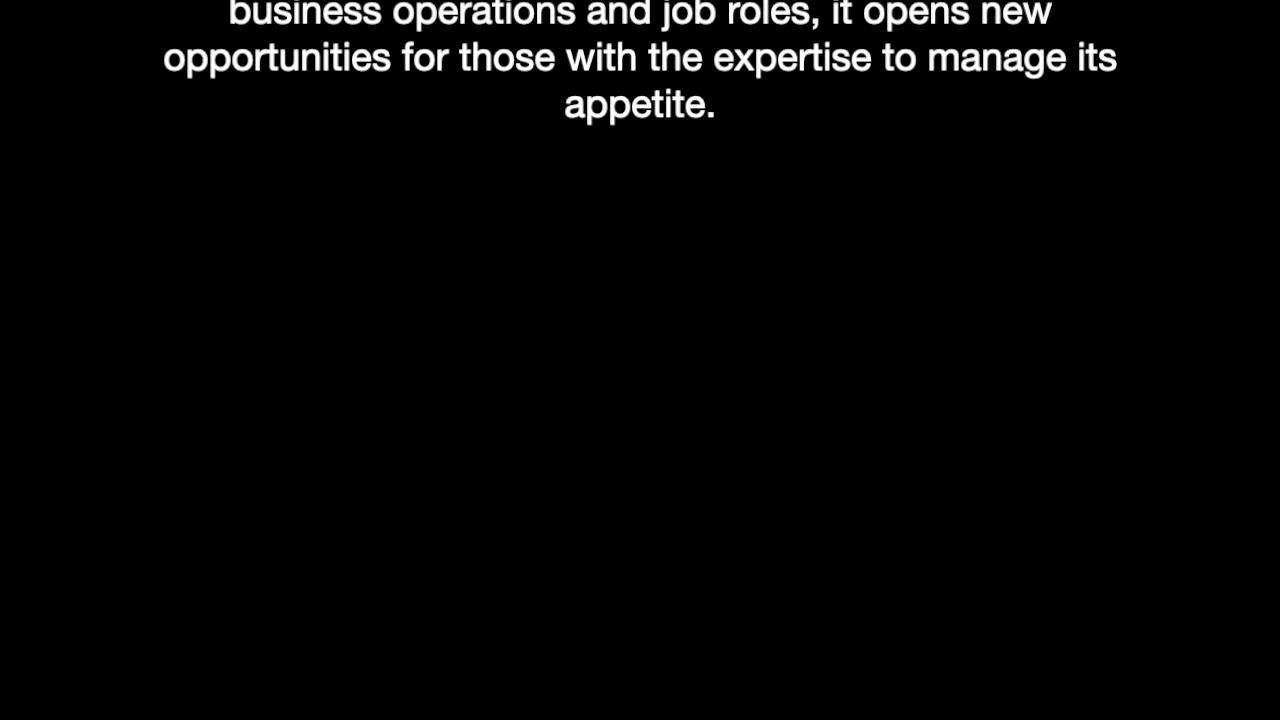 business operations and job roles, it opens new
opportunities for those with the expertise to manage its
appetite.